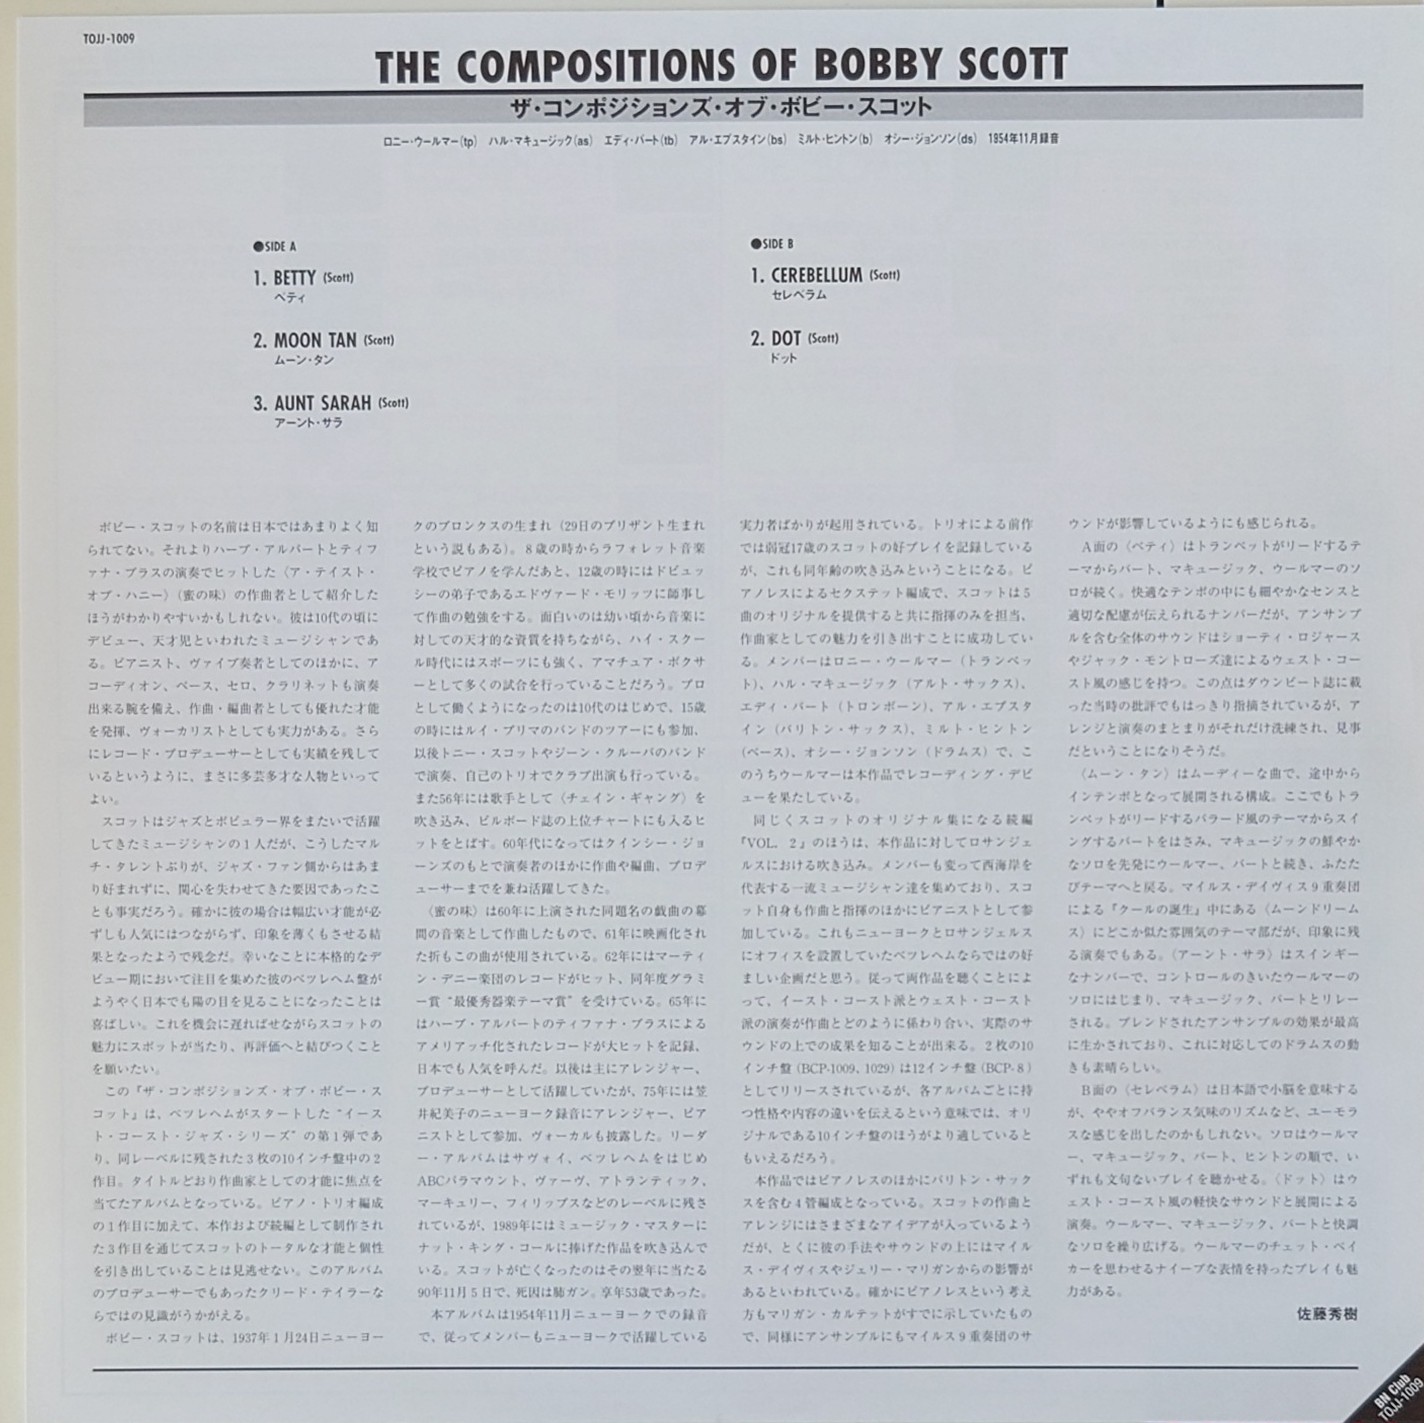 TOJJ-1009
THE COMPOSITIONS OF BOBBY SCOTT
ザ・コンポジションズ・オブ・ボビー・スコット
ロニー・ウールマー(tp) ハル・マキュージック(as) エディ・バート(tb) アル・エプスタイン(bs) ミルト・ヒントン(b) オシー・ジョンソン(ds) 1954年11月録音
●SIDE A
1. BETTY (Scott)
ベティ
2. MOON TAN (Scott)
ムーン・タン
3. AUNT SARAH (Scott)
アーント・サラ
●SIDE B
1. CEREBELLUM (Scott)
セレベラム
2. DOT (Scott)
ドット
ボビー・スコットの名前は日本ではあまりよく知
られてない。それよりハーブ・アルパートとティフ
ァナ・ブラスの演奏でヒットした〈ア・テイスト・
オブ・ハニー〉(蜜の味)の作曲者として紹介した
ほうがわかりやすいかもしれない。彼は10代の頃に
デビュー、天才児といわれたミュージシャンであ
る。ピアニスト、ヴァイブ奏者としてのほかに、ア
コーディオン、ベース、セロ、クラリネットも演奏
出来る腕を備え、作曲・編曲者としても優れた才能
を発揮、ヴォーカリストとしても実力がある。さら
にレコード・プロデューサーとしても実績を残して
いるというように、まさに多芸多才な人物といって
よい。
スコットはジャズとポピュラー界をまたいで活躍
してきたミュージシャンの1人だが、こうしたマル
チ・タレントぶりが、ジャズ・ファン側からはあま
り好まれずに、関心を失わせてきた要因であったこ
とも事実だろう。確かに彼の場合は幅広い才能が必
ずしも人気にはつながらず、印象を薄くもさせる結
果となったようで残念だ。幸いなことに本格的なデ
ビュー期において注目を集めた彼のベツレヘム盤が
ようやく日本でも陽の目を見ることになったことは
喜ばしい。これを機会に遅ればせながらスコットの
魅力にスポットが当たり、再評価へと結びつくこと
を願いたい。
この『ザ・コンポジションズ・オブ・ボビー・ス
コット』は、ベツレヘムがスタートした“イース
ト・コースト・ジャズ・シリーズ”の第1弾であ
り、同レーベルに残された3枚の10インチ盤中の2
作目。タイトルどおり作曲家としての才能に焦点を
当てたアルバムとなっている。ピアノ・トリオ編成
の1作目に加えて、本作および続編として制作され
た3作目を通じてスコットのトータルな才能と個性
を引き出していることは見逃せない。このアルバム
のプロデューサーでもあったクリード・テイラーな
らではの見識がうかがえる。
ボビー・スコットは、1937年1月24日ニューヨー
クのブロンクスの生まれ(29日のプリザント生まれ
という説もある)。8歳の時からラフォレット音楽
学校でピアノを学んだあと、12歳の時にはドビュッ
シーの弟子であるエドヴァード・モリッツに師事し
て作曲の勉強をする。面白いのは幼い頃から音楽に
対しての天才的な資質を持ちながら、ハイ・スクー
ル時代にはスポーツにも強く、アマチュア・ボクサ
ーとして多くの試合を行っていることだろう。プロ
として働くようになったのは10代のはじめで、15歳
の時にはルイ・プリマのバンドのツアーにも参加、
以後トニー・スコットやジーン・クルーパのバンド
で演奏、自己のトリオでクラブ出演も行っている。
また56年には歌手として〈チェイン・ギャング〉を
吹き込み、ビルボード誌の上位チャートにも入るヒ
ットをとばす。60年代になってはクインシー・ジョ
ーンズのもとで演奏者のほかに作曲や編曲、プロデ
ューサーまでを兼ね活躍してきた。
〈蜜の味〉は60年に上演された同題名の戯曲の幕
間の音楽として作曲したもので、61年に映画化され
た折もこの曲が使用されている。62年にはマーティ
ン・デニー楽団のレコードがヒット、同年度グラミ
ー賞“最優秀器楽テーマ賞”を受けている。65年に
はハーブ・アルパートのティファナ・ブラスによる
アメリアッチ化されたレコードが大ヒットを記録、
日本でも人気を呼んだ。以後は主にアレンジャー、
プロデューサーとして活躍していたが、75年には笠
井紀美子のニューヨーク録音にアレンジャー、ピア
ニストとして参加、ヴォーカルも披露した。リーダ
ー・アルバムはサヴォイ、ベツレヘムをはじめ
ABCパラマウント、ヴァーヴ、アトランティック、
マーキュリー、フィリップスなどのレーベルに残さ
れているが、1989年にはミュージック・マスターに
ナット・キング・コールに捧げた作品を吹き込んで
いる。スコットが亡くなったのはその翌年に当たる
90年11月5日で、死因は肺ガン。享年53歳であった。
本アルバムは1954年11月ニューヨークでの録音
で、従ってメンバーもニューヨークで活躍している
実力者ばかりが起用されている。トリオによる前作
では弱冠17歳のスコットの好プレイを記録している
が、これも同年齢の吹き込みということになる。ピ
アノレスによるセクステット編成で、スコットは5
曲のオリジナルを提供すると共に指揮のみを担当、
作曲家としての魅力を引き出すことに成功してい
る。メンバーはロニー・ウールマー(トランペッ
ト)、ハル・マキュージック(アルト・サックス)、
エディ・バート(トロンボーン)、アル・エプスタ
イン(バリトン・サックス)、ミルト・ヒントン
(ベース)、オシー・ジョンソン(ドラムス)で、こ
のうちウールマーは本作品でレコーディング・デビ
ューを果たしている。
同じくスコットのオリジナル集になる続編
『VOL. 2』のほうは、本作品に対してロサンジェ
ルスにおける吹き込み。メンバーも変って西海岸を
代表する一流ミュージシャン達を集めており、スコ
ット自身も作曲と指揮のほかにピアニストとして参
加している。これもニューヨークとロサンジェルス
にオフィスを設置していたベツレヘムならではの好
ましい企画だと思う。従って両作品を聴くことによ
って、イースト・コースト派とウェスト・コースト
派の演奏が作曲とどのように係わり合い、実際のサ
ウンドの上での成果を知ることが出来る。2枚の10
インチ盤(BCP-1009, 1029)は12インチ盤(BCP-8)
としてリリースされているが、各アルバムごとに持
つ性格や内容の違いを伝えるという意味では、オリ
ジナルである10インチ盤のほうがより適していると
もいえるだろう。
本作品ではピアノレスのほかにバリトン・サック
スを含む4管編成となっている。スコットの作曲と
アレンジにはさまざまなアイデアが入っているよう
だが、とくに彼の手法やサウンドの上にはマイル
ス・デイヴィスやジェリー・マリガンからの影響が
あるといわれている。確かにピアノレスという考え
方もマリガン・カルテットがすでに示していたもの
で、同様にアンサンブルにもマイルス9重奏団のサ
ウンドが影響しているようにも感じられる。
A面の〈ベティ〉はトランペットがリードするテ
ーマからバート、マキュージック、ウールマーのソ
ロが続く。快適なテンポの中にも細やかなセンスと
適切な配慮が伝えられるナンバーだが、アンサンブ
ルを含む全体のサウンドはショーティ・ロジャース
やジャック・モントローズ達によるウェスト・コー
スト風の感じを持つ。この点はダウンビート誌に載
った当時の批評でもはっきり指摘されているが、ア
レンジと演奏のまとまりがそれだけ洗練され、見事
だということになりそうだ。
〈ムーン・タン〉はムーディーな曲で、途中から
インテンポとなって展開される構成。ここでもトラ
ンペットがリードするバラード風のテーマからスイ
ングするパートをはさみ、マキュージックの鮮やか
なソロを先発にウールマー、バートと続き、ふたた
びテーマへと戻る。マイルス・デイヴィス9重奏団
による『クールの誕生』中にある〈ムーンドリーム
ス〉にどこか似た雰囲気のテーマ部だが、印象に残
る演奏でもある。〈アーント・サラ〉はスインギー
なナンバーで、コントロールのきいたウールマーの
ソロにはじまり、マキュージック、バートとリレー
される。ブレンドされたアンサンブルの効果が最高
に生かされており、これに対応してのドラムスの動
きも素晴らしい。
B面の〈セレベラム〉は日本語で小脳を意味する
が、ややオフバランス気味のリズムなど、ユーモラ
スな感じを出したのかもしれない。ソロはウールマ
ー、マキュージック、バート、ヒントンの順で、い
ずれも文句ないプレイを聴かせる。〈ドット〉はウ
ェスト・コースト風の軽快なサウンドと展開による
演奏。ウールマー、マキュージック、バートと快調
なソロを繰り広げる。ウールマーのチェット・ベイ
カーを思わせるナイーブな表情を持ったプレイも魅
力がある。
佐藤秀樹
BN Club
TOJJ-1009